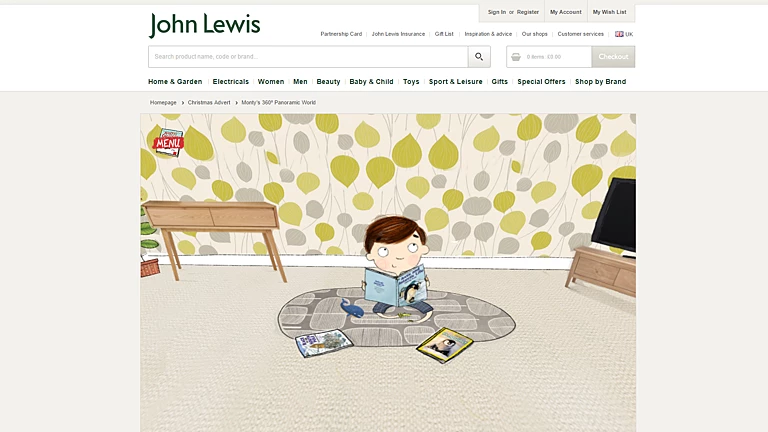 Sign In or Register My Account My Wish List
John Lewis
Partnership Card John Lewis Insurance Gift List Inspiration & advice Our shops Customer services UK
Search product name, code or brand...
0 items £0.00 Checkout
Home & Garden Electricals Women Men Beauty Baby & Child Toys Sport & Leisure Gifts Special Offers Shop by Brand
Homepage › Christmas Advert › Monty's 360º Panoramic World
MENU